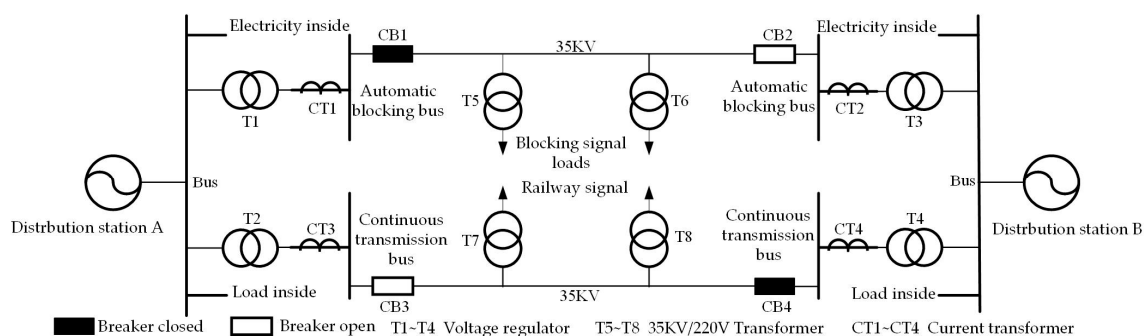 Electricity inside
CB1
35KV
CB2
Electricity inside
T1
CT1
Automatic
blocking bus
T5
T6
Automatic
blocking bus
CT2
T3
Blocking signal
loads
Bus
Railway signal
Bus
Distrbution station A
T2
CT3
Continuous
transmission
bus
T7
T8
Continuous
transmission
bus
CT4
T4
Distrbution station B
Load inside
CB3
35KV
CB4
Load inside
Breaker closed
Breaker open
T1~T4 Voltage regulator
T5~T8 35KV/220V Transformer
CT1~CT4 Current transformer